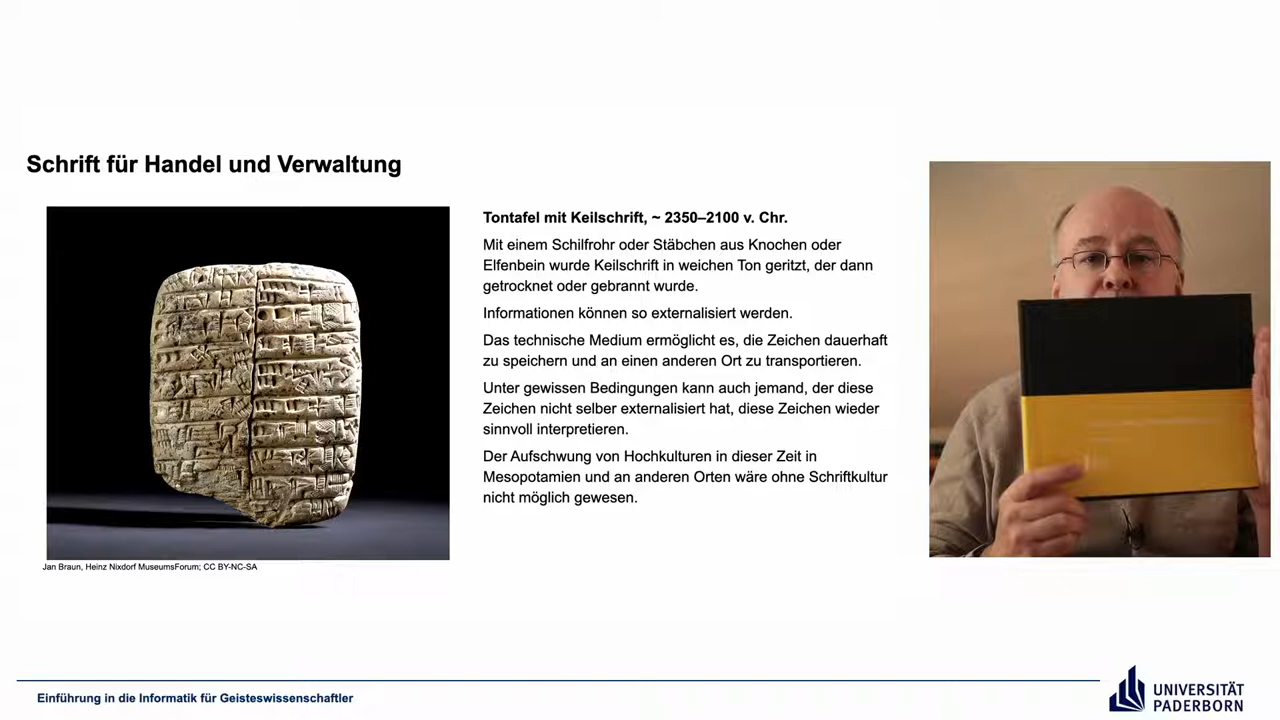 Schrift für Handel und Verwaltung
Tontafel mit Keilschrift, ~ 2350–2100 v. Chr.
Mit einem Schilfrohr oder Stäbchen aus Knochen oder
Elfenbein wurde Keilschrift in weichen Ton geritzt, der dann
getrocknet oder gebrannt wurde.
Informationen können so externalisiert werden.
Das technische Medium ermöglicht es, die Zeichen dauerhaft
zu speichern und an einen anderen Ort zu transportieren.
Unter gewissen Bedingungen kann auch jemand, der diese
Zeichen nicht selber externalisiert hat, diese Zeichen wieder
sinnvoll interpretieren.
Der Aufschwung von Hochkulturen in dieser Zeit in
Mesopotamien und an anderen Orten wäre ohne Schriftkultur
nicht möglich gewesen.
Jan Braun, Heinz Nixdorf MuseumsForum; CC BY-NC-SA
Einführung in die Informatik für Geisteswissenschaftler
UNIVERSITÄT
PADERBORN